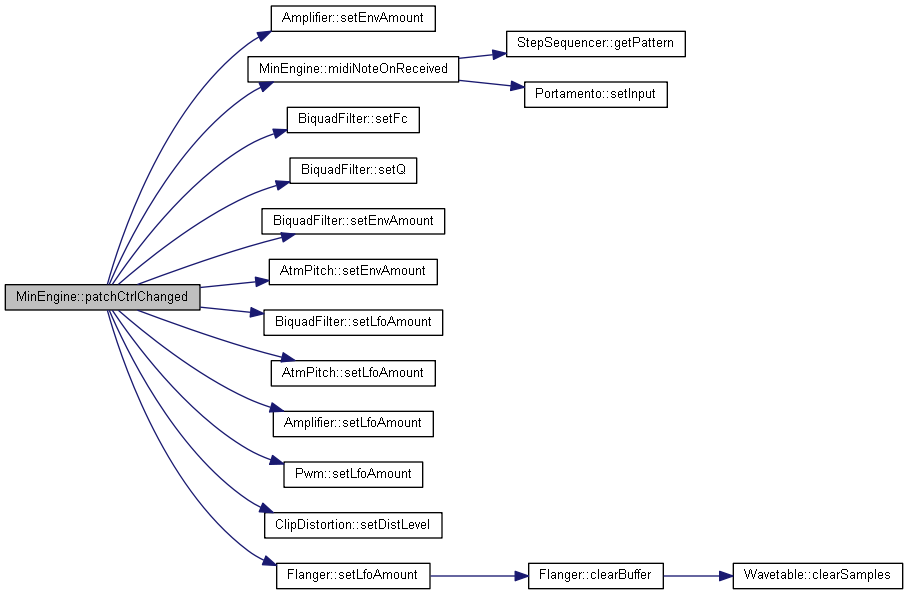 Amplifier::setEnvAmount
StepSequencer::getPattern
MinEngine::midiNoteOnReceived
Portamento::setInput
BiquadFilter::setFc
BiquadFilter::setQ
BiquadFilter::setEnvAmount
AtmPitch::setEnvAmount
MinEngine::patchCtrlChanged
BiquadFilter::setLfoAmount
AtmPitch::setLfoAmount
Amplifier::setLfoAmount
Pwm::setLfoAmount
ClipDistortion::setDistLevel
Flanger::setLfoAmount
Flanger::clearBuffer
Wavetable::clearSamples